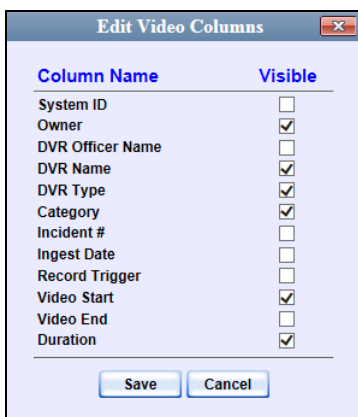 Edit Video Columns
Column Name Visible
System ID
Owner
DVR Officer Name
DVR Name
DVR Type
Category
Incident #
Ingest Date
Record Trigger
Video Start
Video End
Duration
Save Cancel